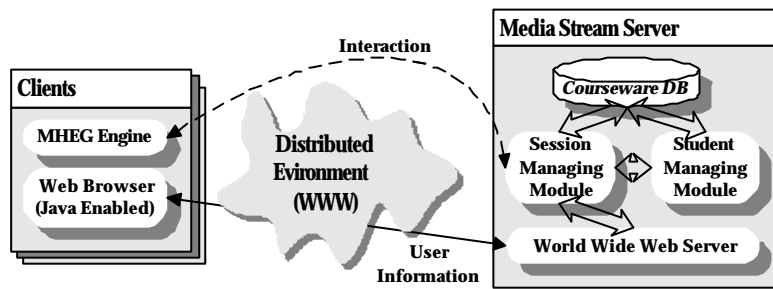 Clients
MHEG Engine
Web Browser
(Java Enabled)
Interaction
Distributed
Evironment
(WWW)
User
Information
Media Stream Server
Courseware DB
Session
Managing
Module
Student
Managing
Module
World Wide Web Server